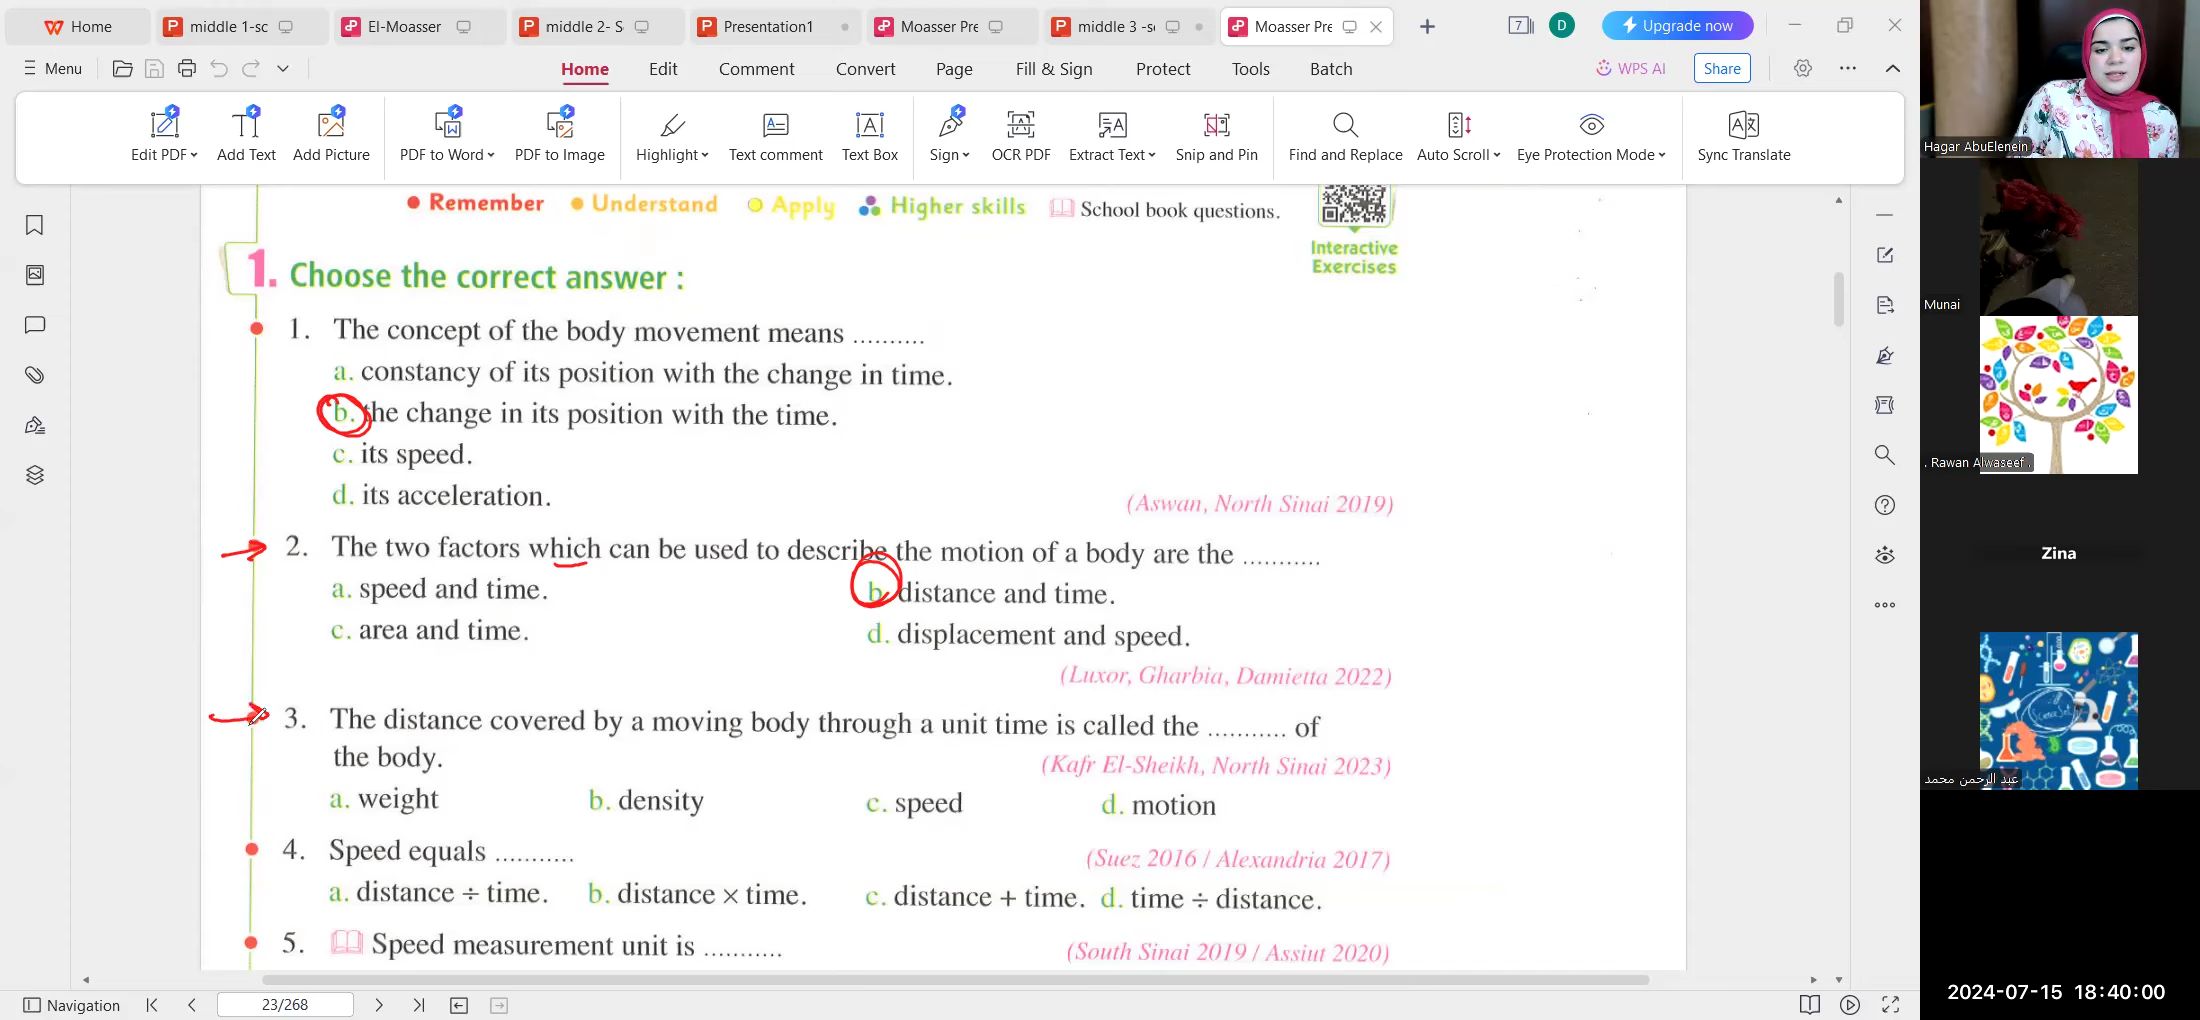 Home
middle 1-sc
El-Moasser
middle 2- S
Presentation1
Moasser Pre
middle 3 -s
Moasser Pre
7
D
Upgrade now
Menu
Home
Edit
Comment
Convert
Page
Fill & Sign
Protect
Tools
Batch
WPS AI
Share
Edit PDF
Add Text
Add Picture
PDF to Word
PDF to Image
Highlight
Text comment
Text Box
Sign
OCR PDF
Extract Text
Snip and Pin
Find and Replace
Auto Scroll
Eye Protection Mode
Sync Translate
Remember Understand Apply Higher skills School book questions.
Interactive
Exercises
1. Choose the correct answer :
1. The concept of the body movement means ..........
a. constancy of its position with the change in time.
b. the change in its position with the time.
c. its speed.
d. its acceleration.
(Aswan, North Sinai 2019)
2. The two factors which can be used to describe the motion of a body are the ...........
a. speed and time.
b. distance and time.
c. area and time.
d. displacement and speed.
(Luxor, Gharbia, Damietta 2022)
3. The distance covered by a moving body through a unit time is called the ........... of
the body.
(Kafr El-Sheikh, North Sinai 2023)
a. weight
b. density
c. speed
d. motion
4. Speed equals ...........
(Suez 2016 / Alexandria 2017)
a. distance ÷ time.
b. distance × time.
c. distance + time.
d. time ÷ distance.
5. Speed measurement unit is ...........
(South Sinai 2019 / Assiut 2020)
Navigation
23/268
Hagar AbuElenein
Munai
. Rawan Alwaseef .
Zina
عبد الرحمن محمد
2024-07-15 18:40:00